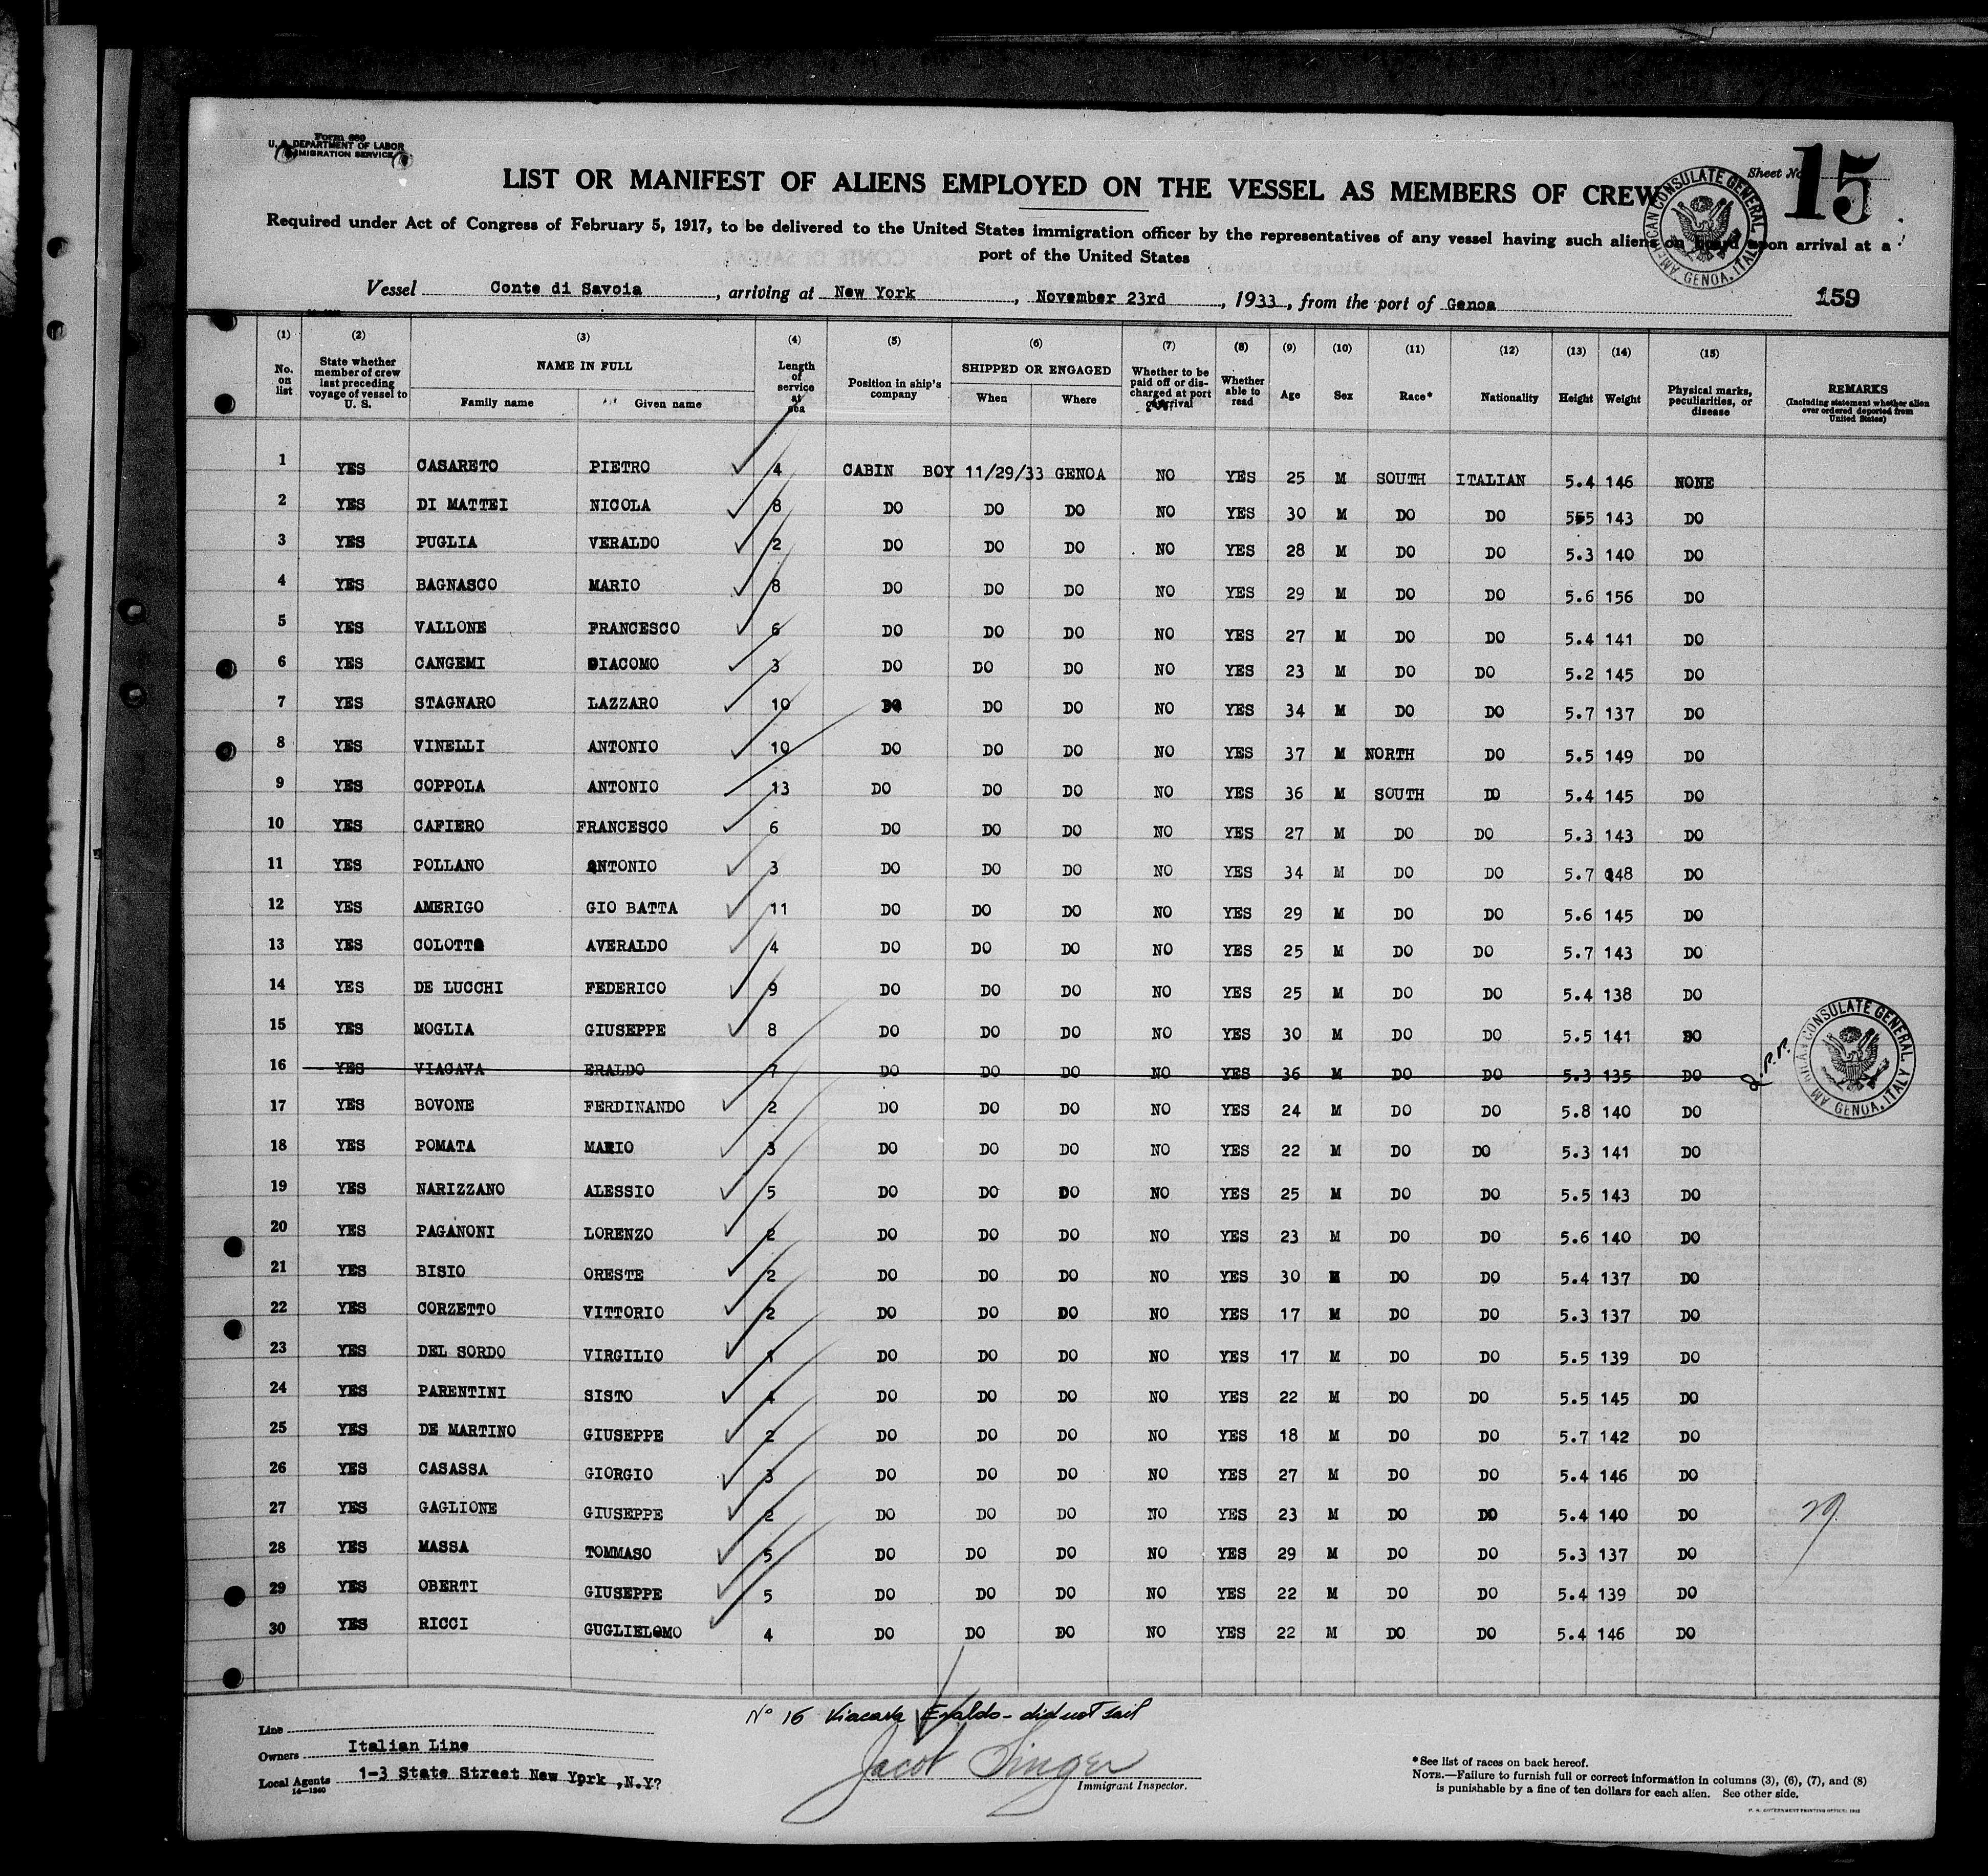 Form 689
U. S. DEPARTMENT OF LABOR
IMMIGRATION SERVICE
Sheet No. 15
LIST OR MANIFEST OF ALIENS EMPLOYED ON THE VESSEL AS MEMBERS OF CREW
AMERICAN CONSULATE GENERAL GENOA, ITALY
Required under Act of Congress of February 5, 1917, to be delivered to the United States immigration officer by the representatives of any vessel having such aliens on board upon arrival at a
port of the United States
Vessel Conte di Savoia, arriving at New York, November 23rd, 1933, from the port of Genoa
159
(1) (2) (3) (4) (5) (6) (7) (8) (9) (10) (11) (12) (13) (14) (15)
No. on list State whether member of crew last preceding voyage of vessel to U. S. NAME IN FULL Family name Given name Length of service at sea Position in ship's company SHIPPED OR ENGAGED When Where Whether to be paid off or discharged at port of arrival Whether able to read Age Sex Race* Nationality Height Weight Physical marks, peculiarities, or disease REMARKS (Including statement whether alien ever ordered deported from United States)
1 YES CASARETO PIETRO 4 CABIN BOY 11/29/33 GENOA NO YES 25 M SOUTH ITALIAN 5.4 146 NONE
2 YES DI MATTEI NICOLA 8 DO DO DO NO YES 30 M DO DO 555 143 DO
3 YES PUGLIA VERALDO 2 DO DO DO NO YES 28 M DO DO 5.3 140 DO
4 YES BAGNASCO MARIO 8 DO DO DO NO YES 29 M DO DO 5.6 156 DO
5 YES VALLONE FRANCESCO 6 DO DO DO NO YES 27 M DO DO 5.4 141 DO
6 YES CANGEMI GIACOMO 3 DO DO DO NO YES 23 M DO DO 5.2 145 DO
7 YES STAGNARO LAZZARO 10 DO DO DO NO YES 34 M DO DO 5.7 137 DO
8 YES VINELLI ANTONIO 10 DO DO DO NO YES 37 M NORTH DO 5.5 149 DO
9 YES COPPOLA ANTONIO 13 DO DO DO NO YES 36 M SOUTH DO 5.4 145 DO
10 YES CAFIERO FRANCESCO 6 DO DO DO NO YES 27 M DO DO 5.3 143 DO
11 YES POLLANO ANTONIO 3 DO DO DO NO YES 34 M DO DO 5.7 148 DO
12 YES AMERIGO GIO BATTA 11 DO DO DO NO YES 29 M DO DO 5.6 145 DO
13 YES COLOTTO AVERALDO 4 DO DO DO NO YES 25 M DO DO 5.7 143 DO
14 YES DE LUCCHI FEDERICO 9 DO DO DO NO YES 25 M DO DO 5.4 138 DO
15 YES MOGLIA GIUSEPPE 8 DO DO DO NO YES 30 M DO DO 5.5 141 DO
16 YES VIACAVA ERALDO 7 DO DO DO NO YES 36 M DO DO 5.3 135 DO
AMERICAN CONSULATE GENERAL GENOA, ITALY
17 YES BOVONE FERDINANDO 2 DO DO DO NO YES 24 M DO DO 5.8 140 DO
18 YES POMATA MARIO 3 DO DO DO NO YES 22 M DO DO 5.3 141 DO
19 YES NARIZZANO ALESSIO 5 DO DO DO NO YES 25 M DO DO 5.5 143 DO
20 YES PAGANONI LORENZO 2 DO DO DO NO YES 23 M DO DO 5.6 140 DO
21 YES BISIO ORESTE 2 DO DO DO NO YES 30 M DO DO 5.4 137 DO
22 YES CORZETTO VITTORIO 2 DO DO DO NO YES 17 M DO DO 5.3 137 DO
23 YES DEL SORDO VIRGILIO 1 DO DO DO NO YES 17 M DO DO 5.5 139 DO
24 YES PARENTINI SISTO 4 DO DO DO NO YES 22 M DO DO 5.5 145 DO
25 YES DE MARTINO GIUSEPPE 2 DO DO DO NO YES 18 M DO DO 5.7 142 DO
26 YES CASASSA GIORGIO 3 DO DO DO NO YES 27 M DO DO 5.4 146 DO
27 YES GAGLIONE GIUSEPPE 2 DO DO DO NO YES 23 M DO DO 5.4 140 DO
29
28 YES MASSA TOMMASO 5 DO DO DO NO YES 29 M DO DO 5.3 137 DO
29 YES OBERTI GIUSEPPE 5 DO DO DO NO YES 22 M DO DO 5.4 139 DO
30 YES RICCI GUGLIELOMO 4 DO DO DO NO YES 22 M DO DO 5.4 146 DO
N° 16 Viacava Eraldo - did not sail
Line
Owners Italian Line
Local Agents 1-3 State Street New York ,N.Y?
14-1240
Jacob Singer
Immigrant Inspector.
*See list of races on back hereof.
NOTE.—Failure to furnish full or correct information in columns (3), (6), (7), and (8)
is punishable by a fine of ten dollars for each alien. See other side.